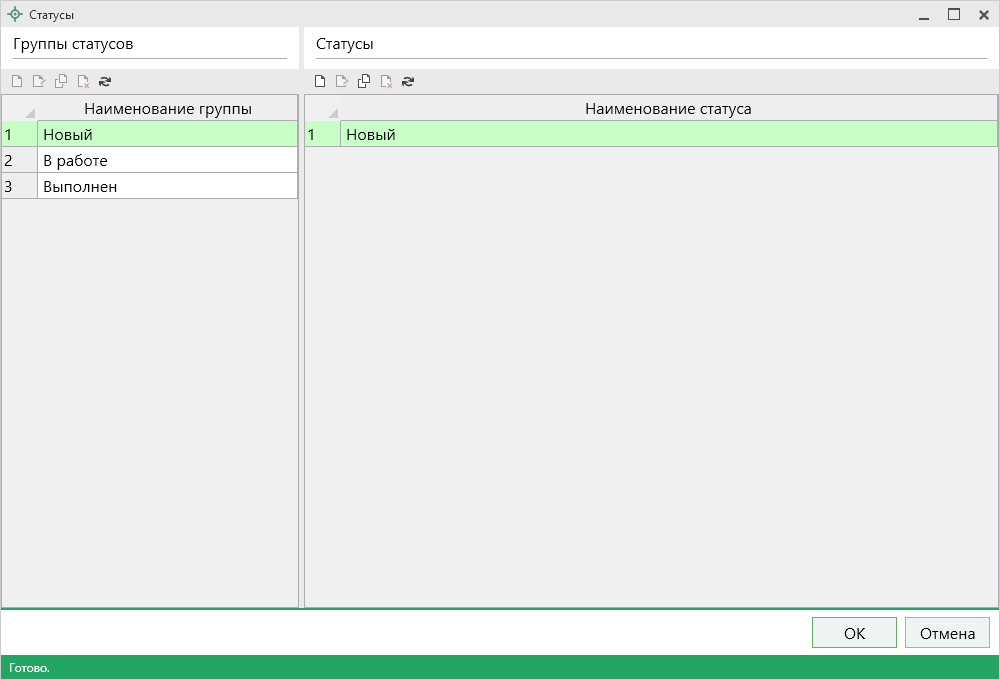 Статусы
Группы статусов
Статусы
Наименование группы
1 Новый
2 В работе
3 Выполнен
Наименование статуса
1 Новый
OK
Отмена
Готово.